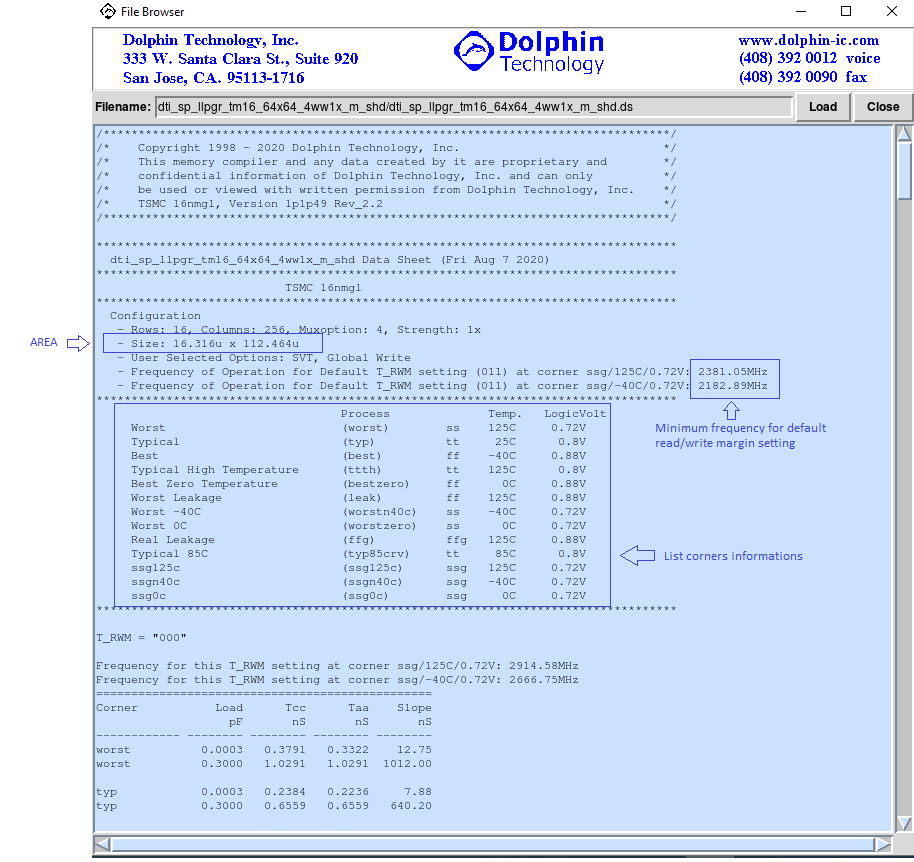 File Browser
Dolphin Technology, Inc.
333 W. Santa Clara St., Suite 920
San Jose, CA. 95113-1716
Dolphin
Technology
www.dolphin-ic.com
(408) 392 0012 voice
(408) 392 0090 fax
Filename: dti_sp_llpgr_tm16_64x64_4ww1x_m_shd/dti_sp_llpgr_tm16_64x64_4ww1x_m_shd.ds Load Close
/*********************************************************************************/
/* Copyright 1998 - 2020 Dolphin Technology, Inc. */
/* This memory compiler and any data created by it are proprietary and */
/* confidential information of Dolphin Technology, Inc. and can only */
/* be used or viewed with written permission from Dolphin Technology, Inc. */
/* TSMC 16nmgl, Version 1p1p49 Rev_2.2 */
/*********************************************************************************/
***********************************************************************************
dti_sp_llpgr_tm16_64x64_4ww1x_m_shd Data Sheet (Fri Aug 7 2020)
***********************************************************************************
TSMC 16nmgl
***********************************************************************************
Configuration
- Rows: 16, Columns: 256, Muxoption: 4, Strength: 1x
AREA - Size: 16.316u x 112.464u
- User Selected Options: SVT, Global Write
- Frequency of Operation for Default T_RWM setting (011) at corner ssg/125C/0.72V: 2381.05MHz
- Frequency of Operation for Default T_RWM setting (011) at corner ssg/-40C/0.72V: 2182.89MHz
***********************************************************************************
Minimum frequency for default
read/write margin setting
Process Temp. LogicVolt
Worst (worst) ss 125C 0.72V
Typical (typ) tt 25C 0.8V
Best (best) ff -40C 0.88V
Typical High Temperature (ttth) tt 125C 0.8V
Best Zero Temperature (bestzero) ff 0C 0.88V
Worst Leakage (leak) ff 125C 0.88V
Worst -40C (worstn40c) ss -40C 0.72V
Worst 0C (worstzero) ss 0C 0.72V
Real Leakage (ffg) ffg 125C 0.88V
Typical 85C (typ85crv) tt 85C 0.8V
ssg125c (ssg125c) ssg 125C 0.72V
ssgn40c (ssgn40c) ssg -40C 0.72V
ssg0c (ssg0c) ssg 0C 0.72V
List corners informations
***********************************************************************************
T_RWM = "000"
Frequency for this T_RWM setting at corner ssg/125C/0.72V: 2914.58MHz
Frequency for this T_RWM setting at corner ssg/-40C/0.72V: 2666.75MHz
================================================
Corner Load Tcc Taa Slope
pF nS nS nS
------------ -------- -------- -------- --------
worst 0.0003 0.3791 0.3322 12.75
worst 0.3000 1.0291 1.0291 1012.00
typ 0.0003 0.2384 0.2236 7.88
typ 0.3000 0.6559 0.6559 640.20